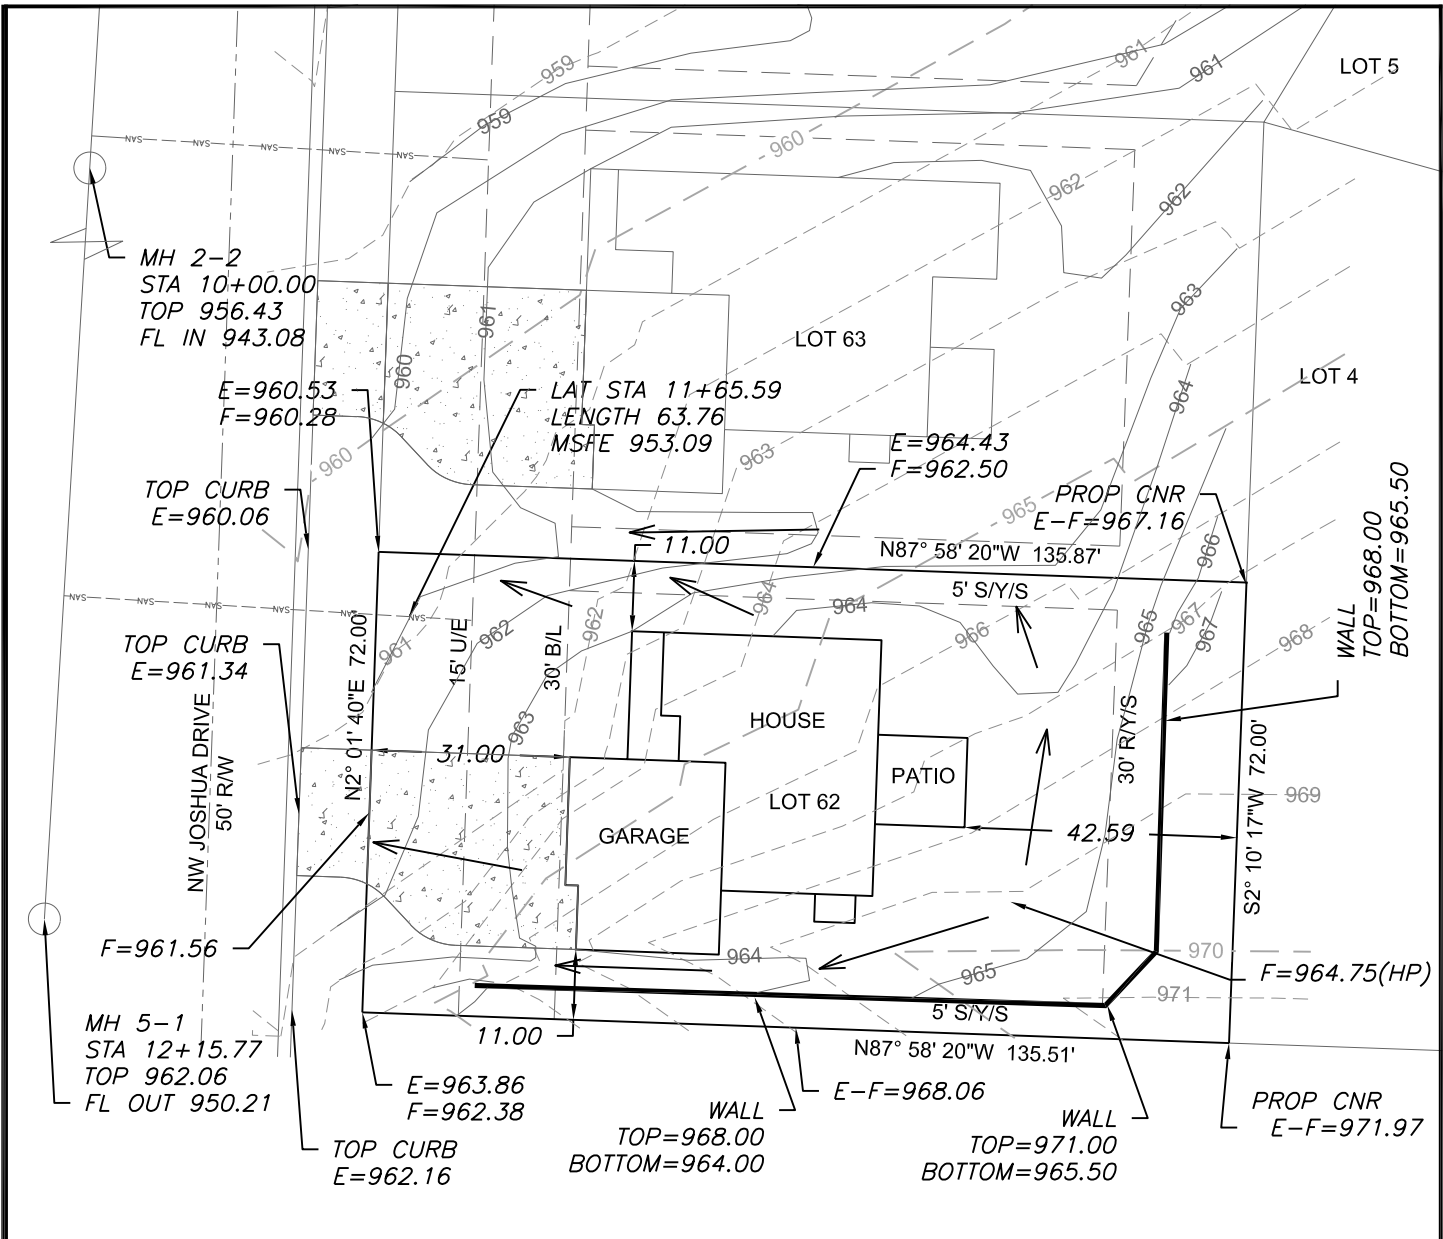 959
961
961
LOT 5
959
960
SAN SAN SAN SAN SAN
962
962
MH 2-2
STA 10+00.00
TOP 956.43
FL IN 943.08
963
961
LOT 63
960
LOT 4
964
E=960.53
F=960.28
LAT STA 11+65.59
LENGTH 63.76
MSFE 953.09
E=964.43
F=962.50
963
960
TOP CURB
E=960.06
PROP CNR
E-F=967.16
965
WALL
TOP=968.00
BOTTOM=965.50
11.00
N87° 58' 20"W 135.87'
966
5' S/Y/S
SAN SAN SAN SAN SAN SAN
964
964
962
962
961
965
967
967
966
968
TOP CURB
E=961.34
N2° 01' 40"E 72.00'
15' U/E
30' B/L
963
HOUSE
30' R/Y/S
S2° 10' 17"W 72.00'
NW JOSHUA DRIVE
50' R/W
31.00
PATIO
969
LOT 62
GARAGE
42.59
F=961.56
964
970
965
F=964.75(HP)
971
5' S/Y/S
MH 5-1
STA 12+15.77
TOP 962.06
FL OUT 950.21
11.00
N87° 58' 20"W 135.51'
E=963.86
F=962.38
E-F=968.06
WALL
TOP=968.00
BOTTOM=964.00
WALL
TOP=971.00
BOTTOM=965.50
PROP CNR
E-F=971.97
TOP CURB
E=962.16